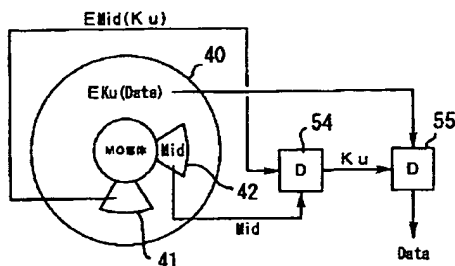 EMid(Ku)
40
EKu(Data)
54
55
MO媒体
Mid
D
Ku
D
42
41
Mid
Data